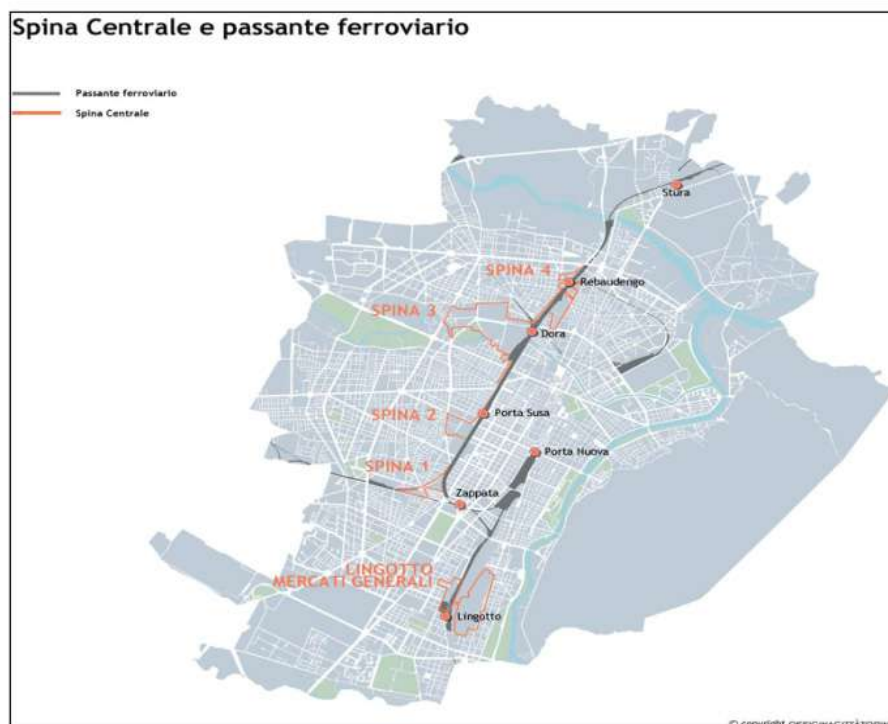 Spina Centrale e passante ferroviario
Passante ferroviario
Spina Centrale
Stura
SPINA 4
Rebaudengo
SPINA 3
Dora
SPINA 2
Porta Susa
Porta Nuova
SPINA 1
Zappata
LINGOTTO
MERCATI GENERALI
Lingotto
© copyright